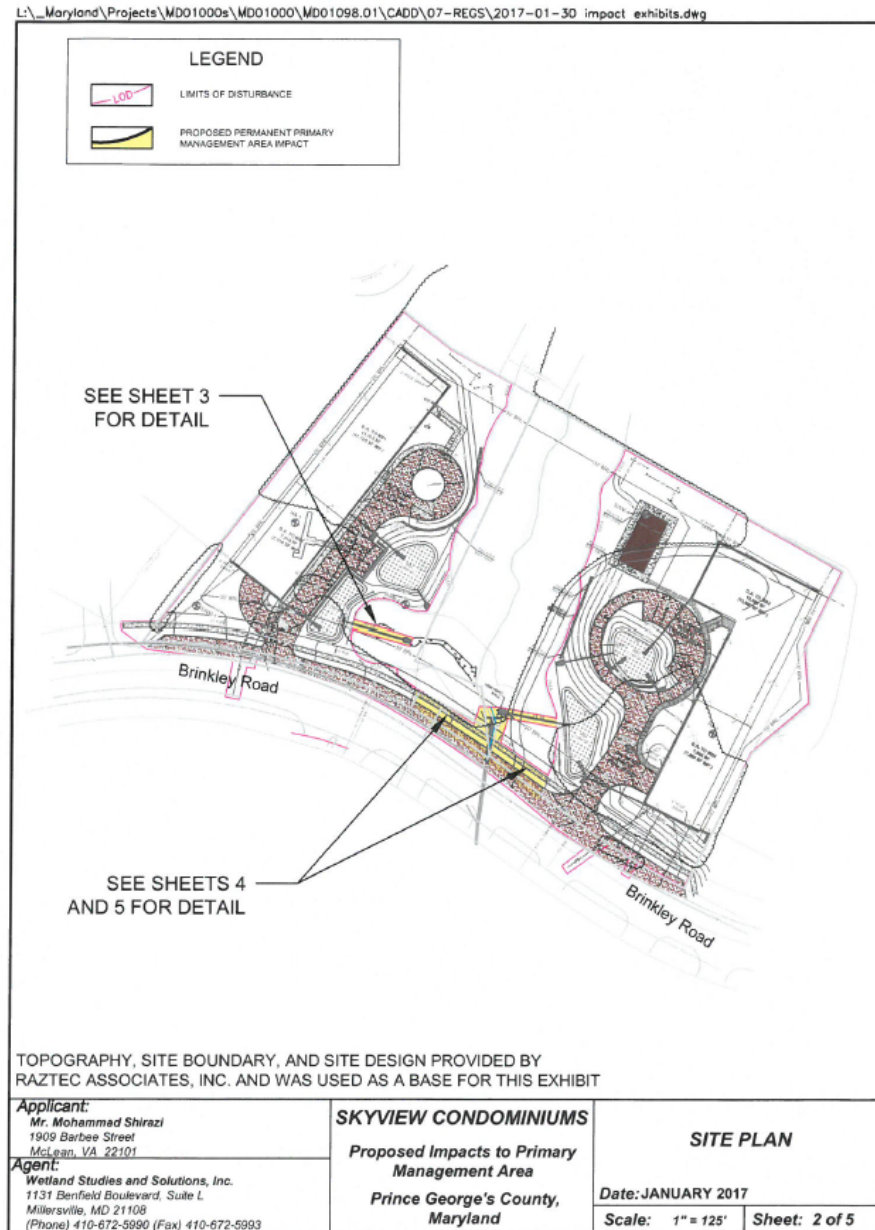 L:\_Maryland\Projects\MD01000s\MD01000\MD01098.01\CADD\07-REGS\2017-01-30 impact exhibits.dwg
LEGEND
LOD
LIMITS OF DISTURBANCE
PROPOSED PERMANENT PRIMARY
MANAGEMENT AREA IMPACT
SEE SHEET 3
FOR DETAIL
Brinkley Road
SEE SHEETS 4
AND 5 FOR DETAIL
Brinkley Road
TOPOGRAPHY, SITE BOUNDARY, AND SITE DESIGN PROVIDED BY
RAZTEC ASSOCIATES, INC. AND WAS USED AS A BASE FOR THIS EXHIBIT
Applicant:
Mr. Mohammad Shirazi
1909 Barbee Street
McLean, VA 22101
Agent:
Wetland Studies and Solutions, Inc.
1131 Benfield Boulevard, Suite L
Millersville, MD 21108
(Phone) 410-672-5990 (Fax) 410-672-5993
SKYVIEW CONDOMINIUMS
Proposed Impacts to Primary
Management Area
Prince George's County,
Maryland
SITE PLAN
Date: JANUARY 2017
Scale: 1" = 125'
Sheet: 2 of 5